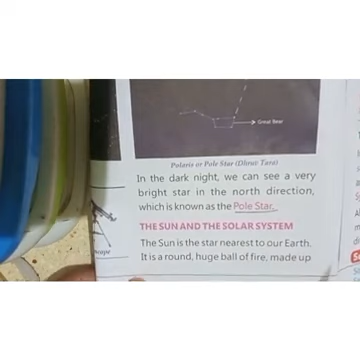 Great Bear
Polaris or Pole Star (Dhruv Tara)
In the dark night, we can see a very
bright star in the north direction,
which is known as the Pole Star.
THE SUN AND THE SOLAR SYSTEM
The Sun is the star nearest to our Earth.
It is a round, huge ball of fire, made up